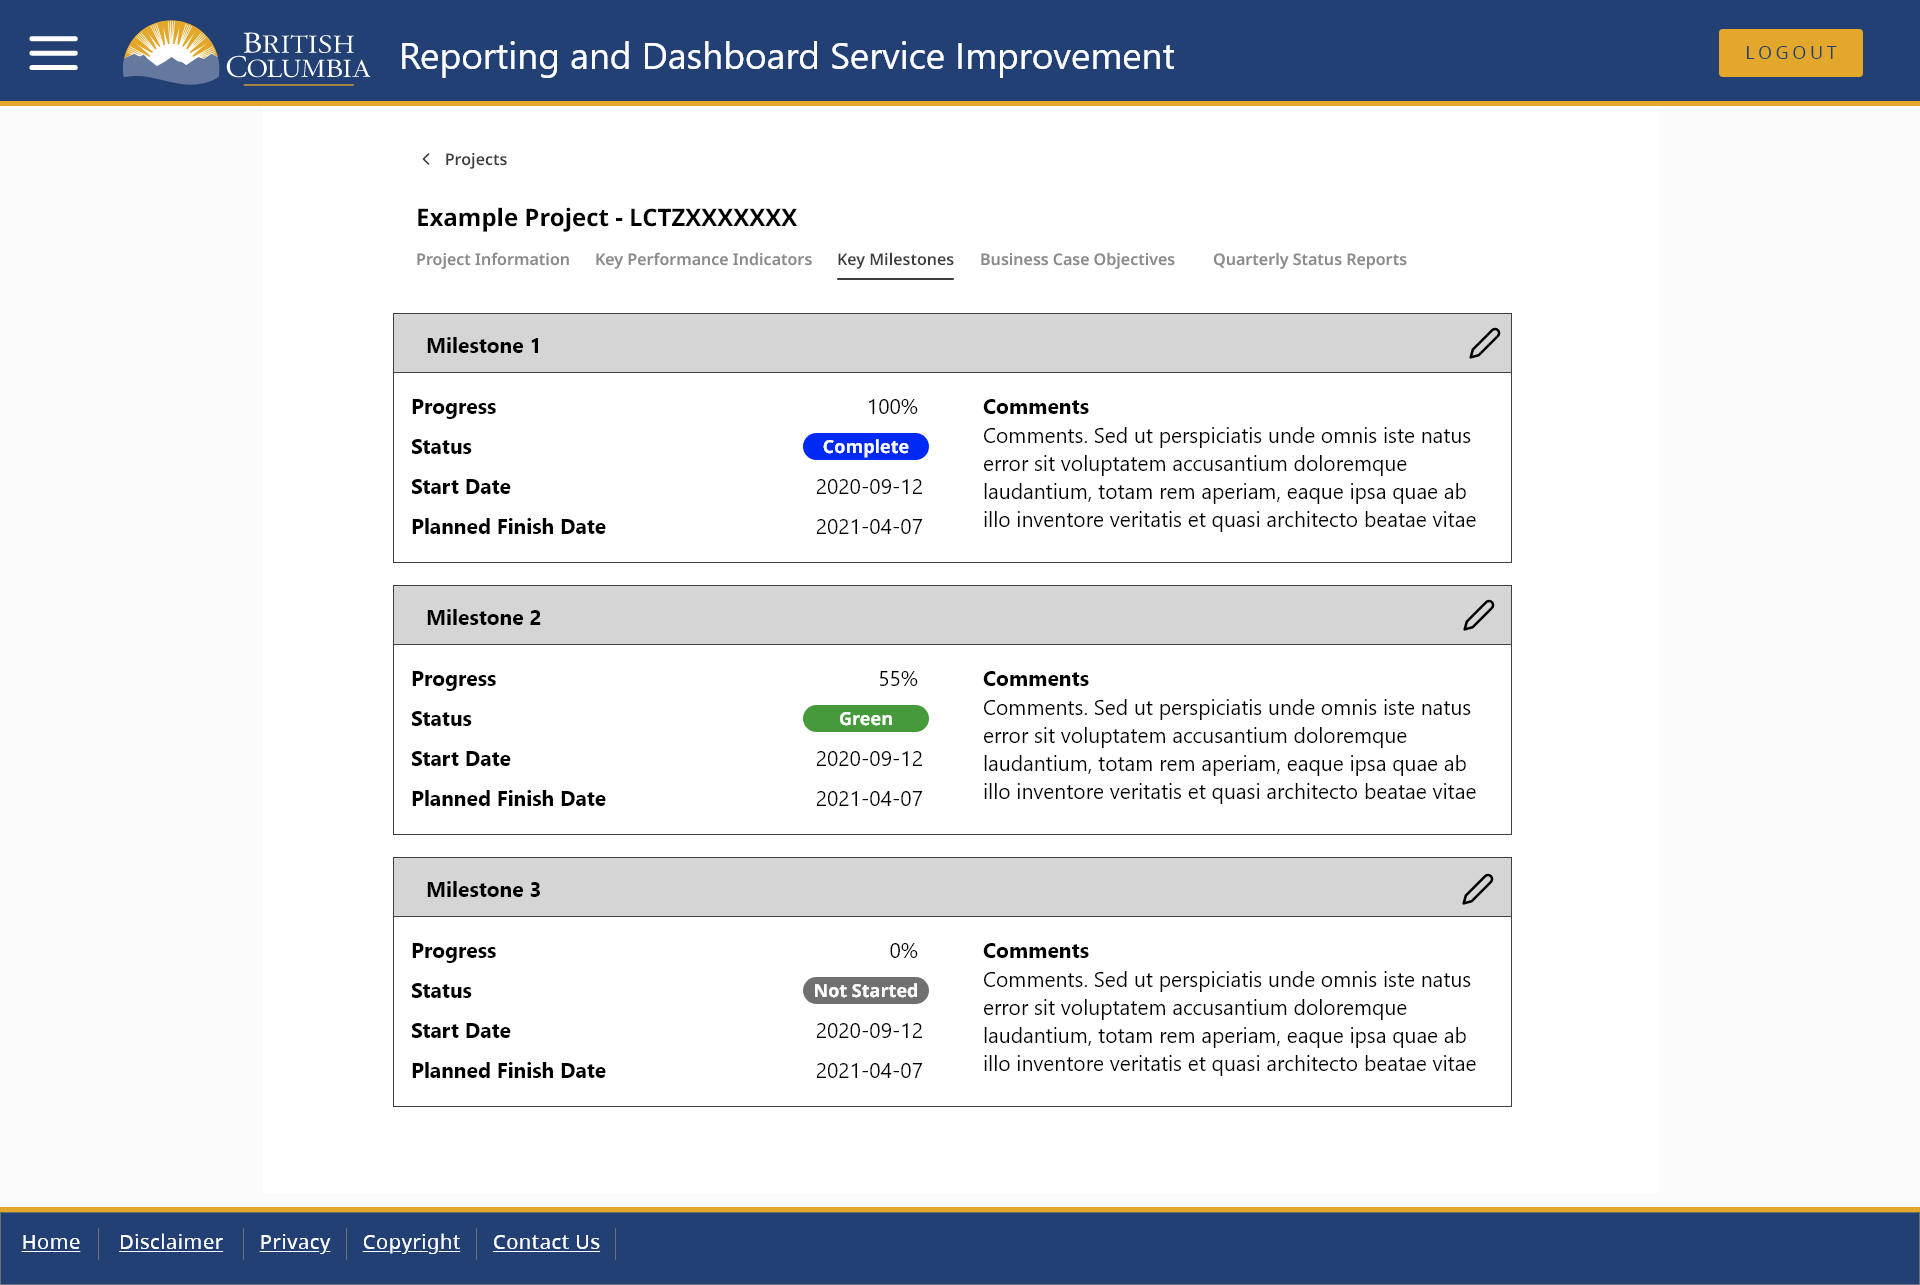 BRITISH
COLUMBIA
Reporting and Dashboard Service Improvement
LOGOUT
Projects
Example Project - LCTZXXXXXXX
Project Information
Key Performance Indicators
Key Milestones
Business Case Objectives
Quarterly Status Reports
Milestone 1
Progress
100%
Status
Complete
Start Date
2020-09-12
Planned Finish Date
2021-04-07
Comments
Comments. Sed ut perspiciatis unde omnis iste natus
error sit voluptatem accusantium doloremque
laudantium, totam rem aperiam, eaque ipsa quae ab
illo inventore veritatis et quasi architecto beatae vitae
Milestone 2
Progress
55%
Status
Green
Start Date
2020-09-12
Planned Finish Date
2021-04-07
Comments
Comments. Sed ut perspiciatis unde omnis iste natus
error sit voluptatem accusantium doloremque
laudantium, totam rem aperiam, eaque ipsa quae ab
illo inventore veritatis et quasi architecto beatae vitae
Milestone 3
Progress
0%
Status
Not Started
Start Date
2020-09-12
Planned Finish Date
2021-04-07
Comments
Comments. Sed ut perspiciatis unde omnis iste natus
error sit voluptatem accusantium doloremque
laudantium, totam rem aperiam, eaque ipsa quae ab
illo inventore veritatis et quasi architecto beatae vitae
Home
Disclaimer
Privacy
Copyright
Contact Us